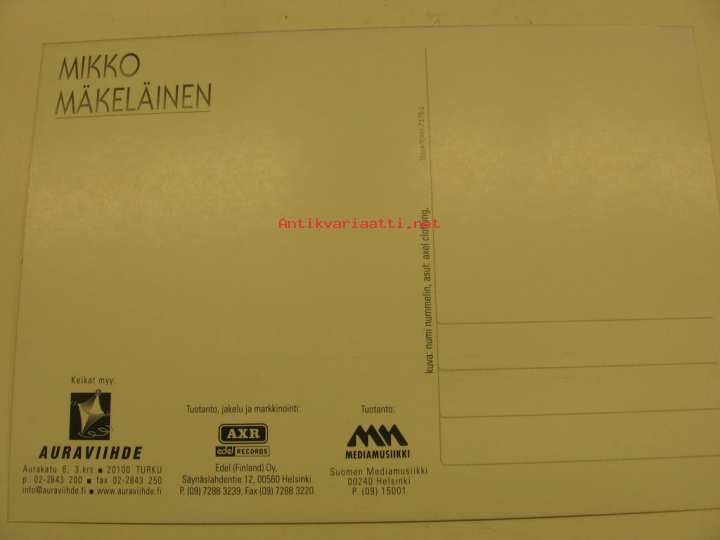 MIKKO
MÄKELÄINEN
Antikvariaatti.net
kuva: numi nummelin, asut: axel clothing.
Keikat myy:
AURAVIIHDE
Aurakatu 6, 3.krs ■ 20100 TURKU
p. 02-2843 200 ■ fax 02-2843 250
info@auraviihde.fi ■ www.auraviihde.fi
Tuotanto, jakelu ja markkinointi:
AXR
edel RECORDS
Edel (Finland) Oy,
Säynäslahdentie 12, 00560 Helsinki
P. (09) 7288 3239, Fax (09) 7288 3220
Tuotanto:
MEDIAMUSIIKKI
Suomen Mediamusiikki
00240 Helsinki
P (09) 15001